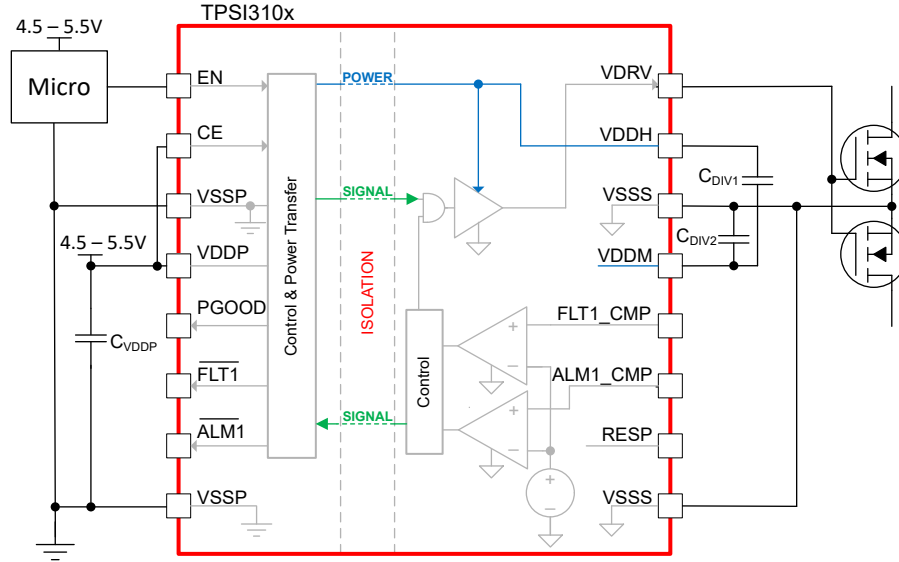 TPSI310x
4.5 – 5.5V
Micro
EN
POWER
VDRV
CE
VDDH
CDIV1
VSSP
SIGNAL
VSSS
4.5 – 5.5V
CDIV2
VDDP
VDDM
Control & Power Transfer
ISOLATION
PGOOD
FLT1_CMP
+
−
CVDDP
FLT1
Control
ALM1_CMP
+
−
ALM1
SIGNAL
RESP
+
−
VSSP
VSSS